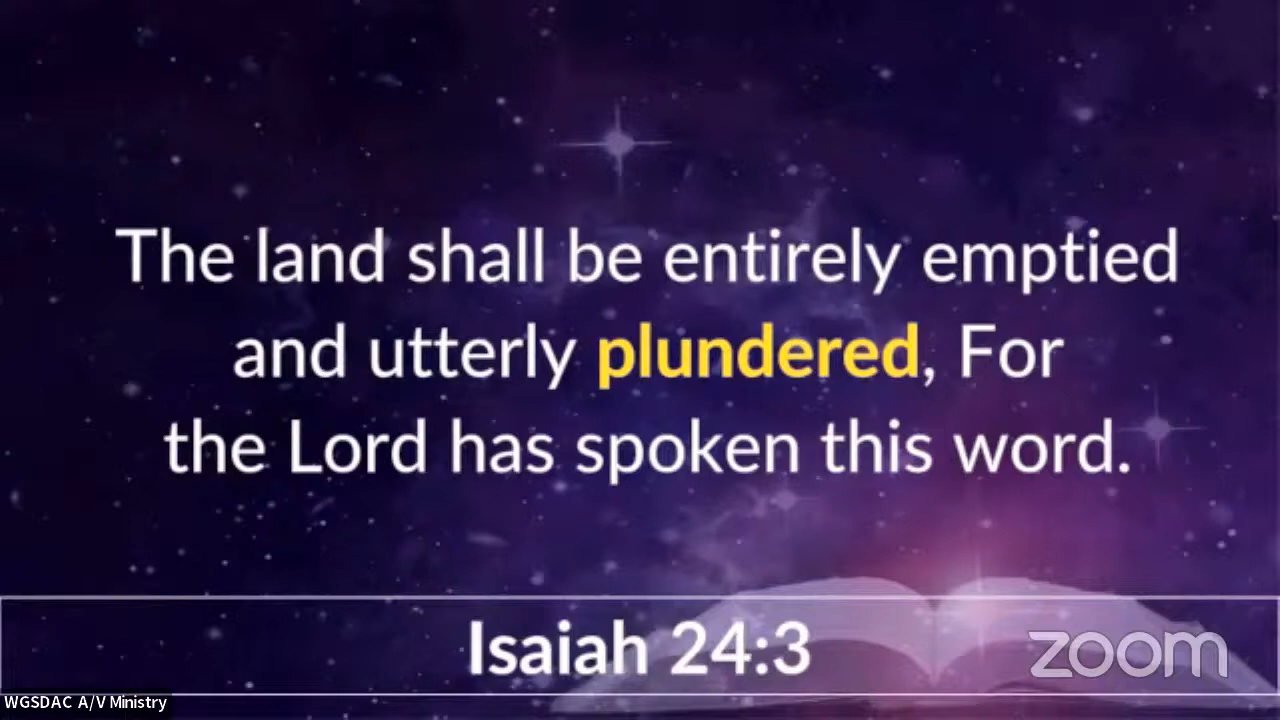 The land shall be entirely emptied
and utterly plundered, For
the Lord has spoken this word.
Isaiah 24:3
zoom
WGSDAC A/V Ministry